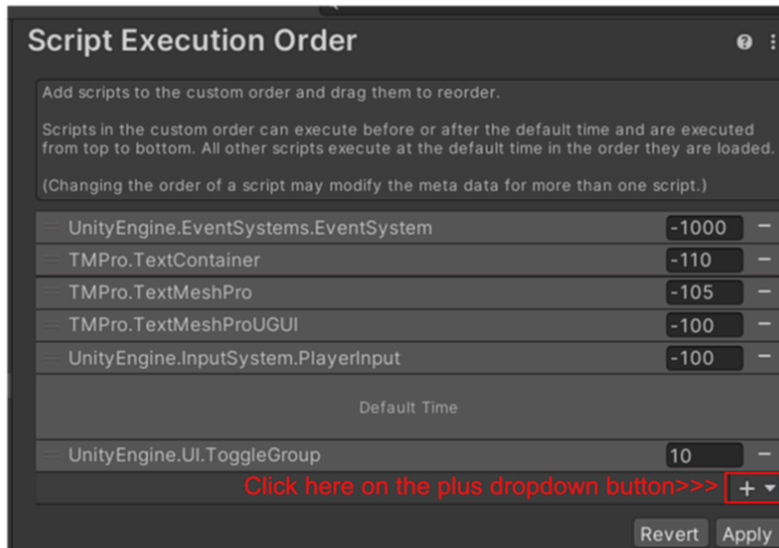 Script Execution Order
Add scripts to the custom order and drag them to reorder.
Scripts in the custom order can execute before or after the default time and are executed
from top to bottom. All other scripts execute at the default time in the order they are loaded.
(Changing the order of a script may modify the meta data for more than one script.)
UnityEngine.EventSystems.EventSystem -1000
TMPro.TextContainer -110
TMPro.TextMeshPro -105
TMPro.TextMeshProUGUI -100
UnityEngine.InputSystem.PlayerInput -100
Default Time
UnityEngine.UI.ToggleGroup 10
Click here on the plus dropdown button>>> +
Revert Apply